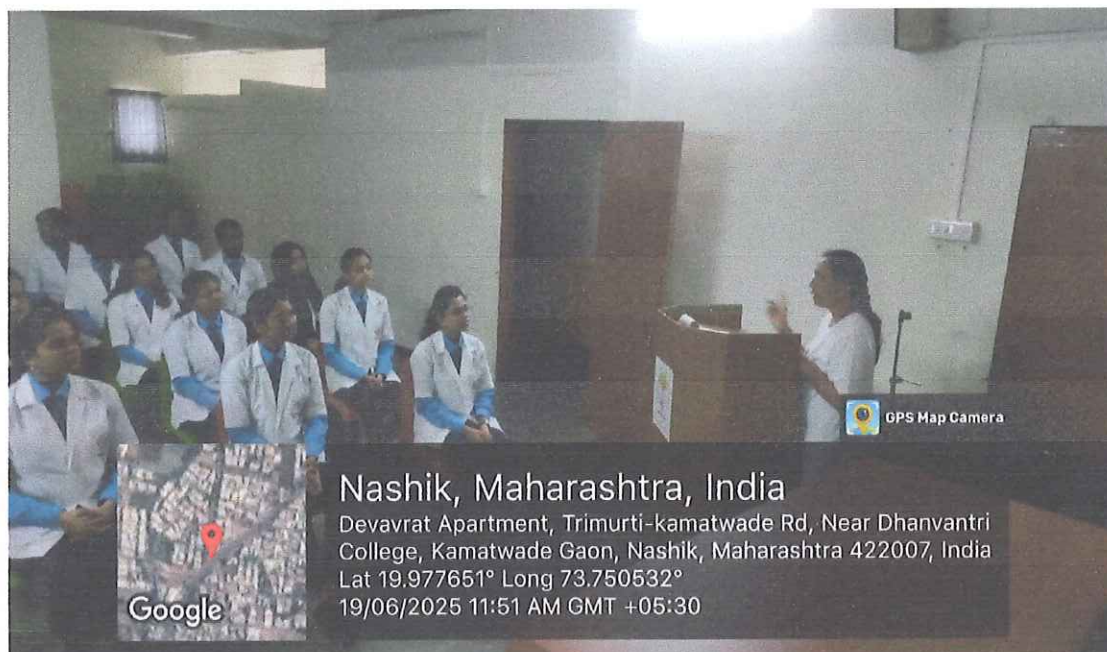 GPS Map Camera
Nashik, Maharashtra, India
Devavrat Apartment, Trimurti-kamatwade Rd, Near Dhanvantri
College, Kamatwade Gaon, Nashik, Maharashtra 422007, India
Lat 19.977651° Long 73.750532°
19/06/2025 11:51 AM GMT +05:30
Google